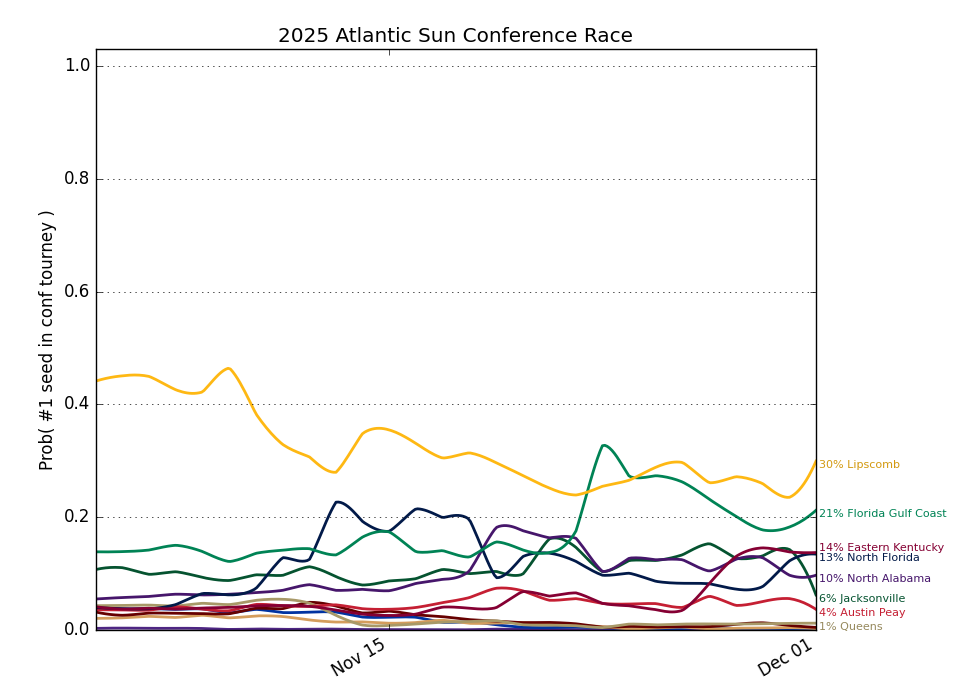 2025 Atlantic Sun Conference Race
Prob( #1 seed in conf tourney )
1.0
0.8
0.6
0.4
0.2
0.0
Nov 15
Dec 01
30% Lipscomb
21% Florida Gulf Coast
14% Eastern Kentucky
13% North Florida
10% North Alabama
6% Jacksonville
4% Austin Peay
1% Queens